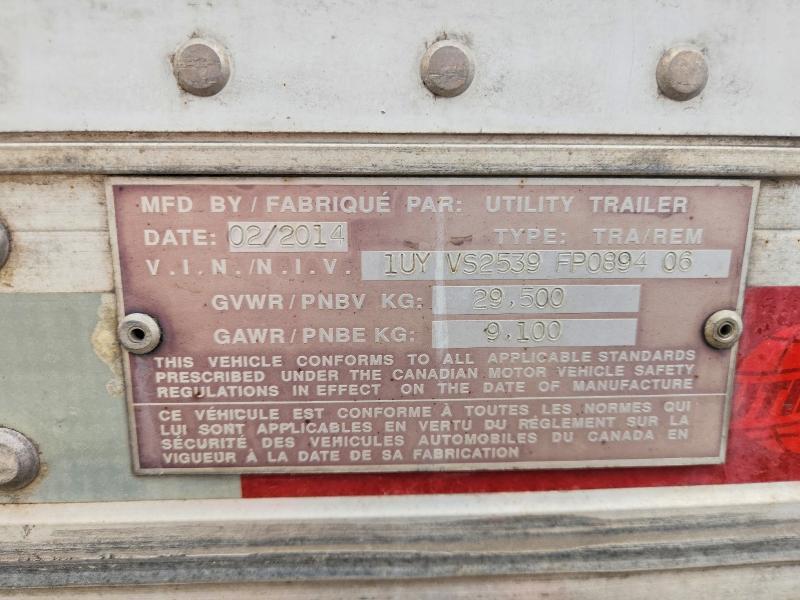 MFD BY / FABRIQUÉ PAR: UTILITY TRAILER
DATE: 02/2014 TYPE: TRA/REM
V.I.N./N.I.V. 1UY VS2539 FP0894 06
GVWR/PNBV KG: 29,500
GAWR/PNBE KG: 9,100
THIS VEHICLE CONFORMS TO ALL APPLICABLE STANDARDS
PRESCRIBED UNDER THE CANADIAN MOTOR VEHICLE SAFETY
REGULATIONS IN EFFECT ON THE DATE OF MANUFACTURE
CE VÉHICULE EST CONFORME À TOUTES LES NORMES QUI
LUI SONT APPLICABLES EN VERTU DU RÉGLEMENT SUR LA
SÉCURITÉ DES VEHICULES AUTOMOBILES DU CANADA EN
VIGUEUR À LA DATE DE SA FABRICATION